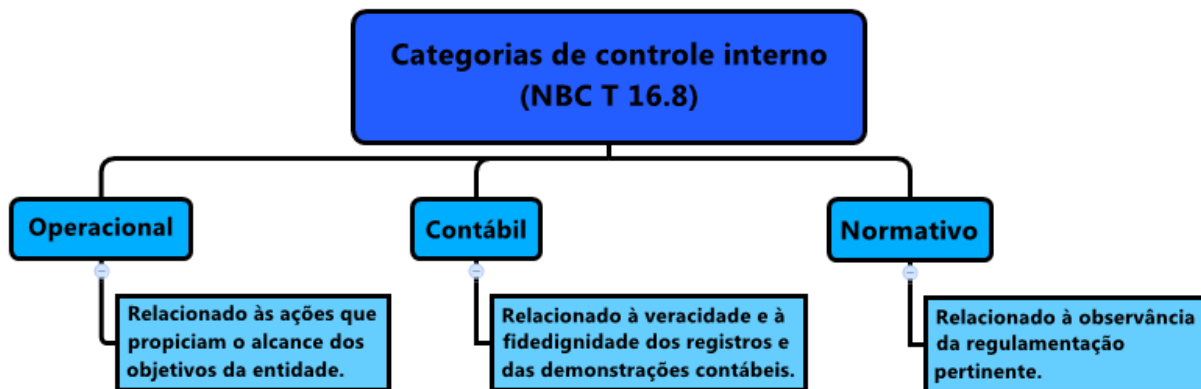 Categorias de controle interno
(NBC T 16.8)
Operacional
Contábil
Normativo
Relacionado às ações que
propiciam o alcance dos
objetivos da entidade.
Relacionado à veracidade e à
fidedignidade dos registros e
das demonstrações contábeis.
Relacionado à observância
da regulamentação
pertinente.